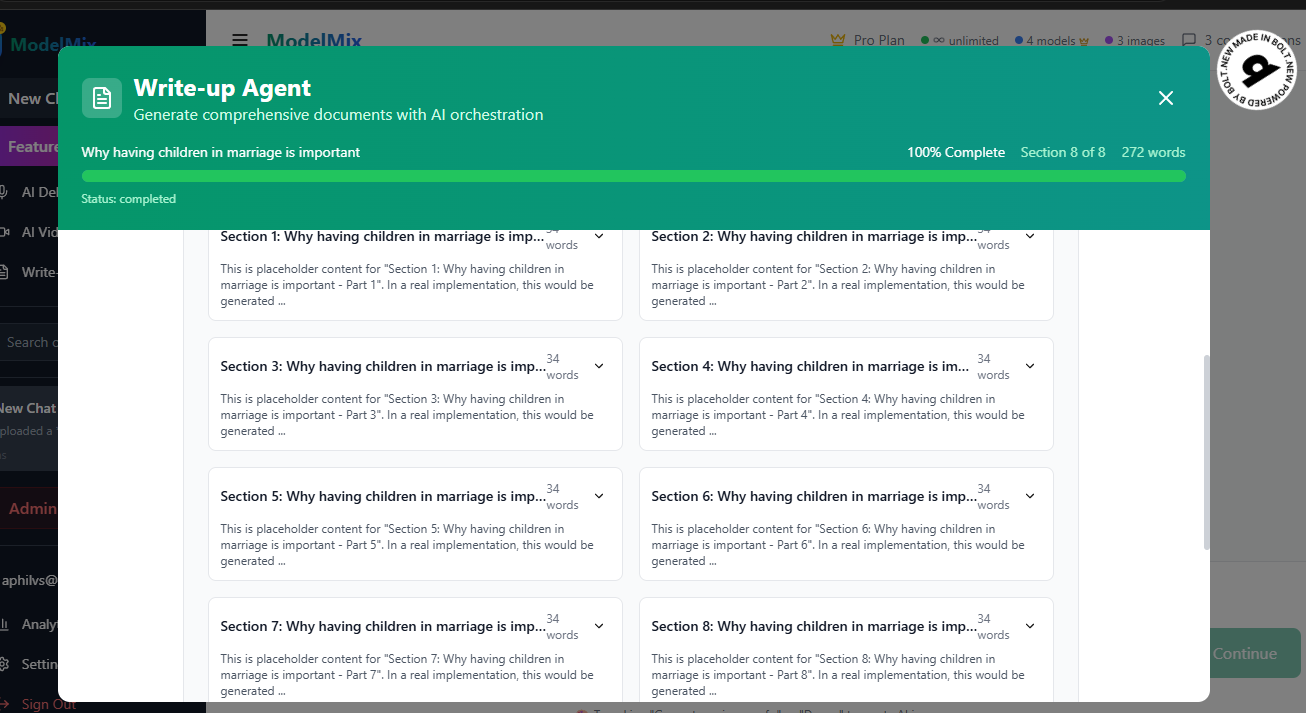 ModelMix
ModelMix
Pro Plan
∞ unlimited
4 models
3 images
MADE IN BOLT.NEW POWERED BY BOLT.NEW
Write-up Agent
Generate comprehensive documents with AI orchestration
Why having children in marriage is important
100% Complete Section 8 of 8 272 words
Status: completed
New
Feature
AI
AI
Write-
Search
New Chat
ploaded a
Admin
aphilvs@
Analy
Settin
Sign Out
Section 1: Why having children in marriage is imp...
words
This is placeholder content for "Section 1: Why having children in
marriage is important - Part 1". In a real implementation, this would be
generated ...
Section 2: Why having children in marriage is imp...
words
This is placeholder content for "Section 2: Why having children in
marriage is important - Part 2". In a real implementation, this would be
generated ...
Section 3: Why having children in marriage is imp...
34
words
This is placeholder content for "Section 3: Why having children in
marriage is important - Part 3". In a real implementation, this would be
generated ...
Section 4: Why having children in marriage is im...
34
words
This is placeholder content for "Section 4: Why having children in
marriage is important - Part 4". In a real implementation, this would be
generated ...
Section 5: Why having children in marriage is imp...
34
words
This is placeholder content for "Section 5: Why having children in
marriage is important - Part 5". In a real implementation, this would be
generated ...
Section 6: Why having children in marriage is imp...
34
words
This is placeholder content for "Section 6: Why having children in
marriage is important - Part 6". In a real implementation, this would be
generated ...
Section 7: Why having children in marriage is imp...
34
words
This is placeholder content for "Section 7: Why having children in
marriage is important - Part 7". In a real implementation, this would be
generated ...
Section 8: Why having children in marriage is imp...
34
words
This is placeholder content for "Section 8: Why having children in
marriage is important - Part 8". In a real implementation, this would be
generated ...
Continue